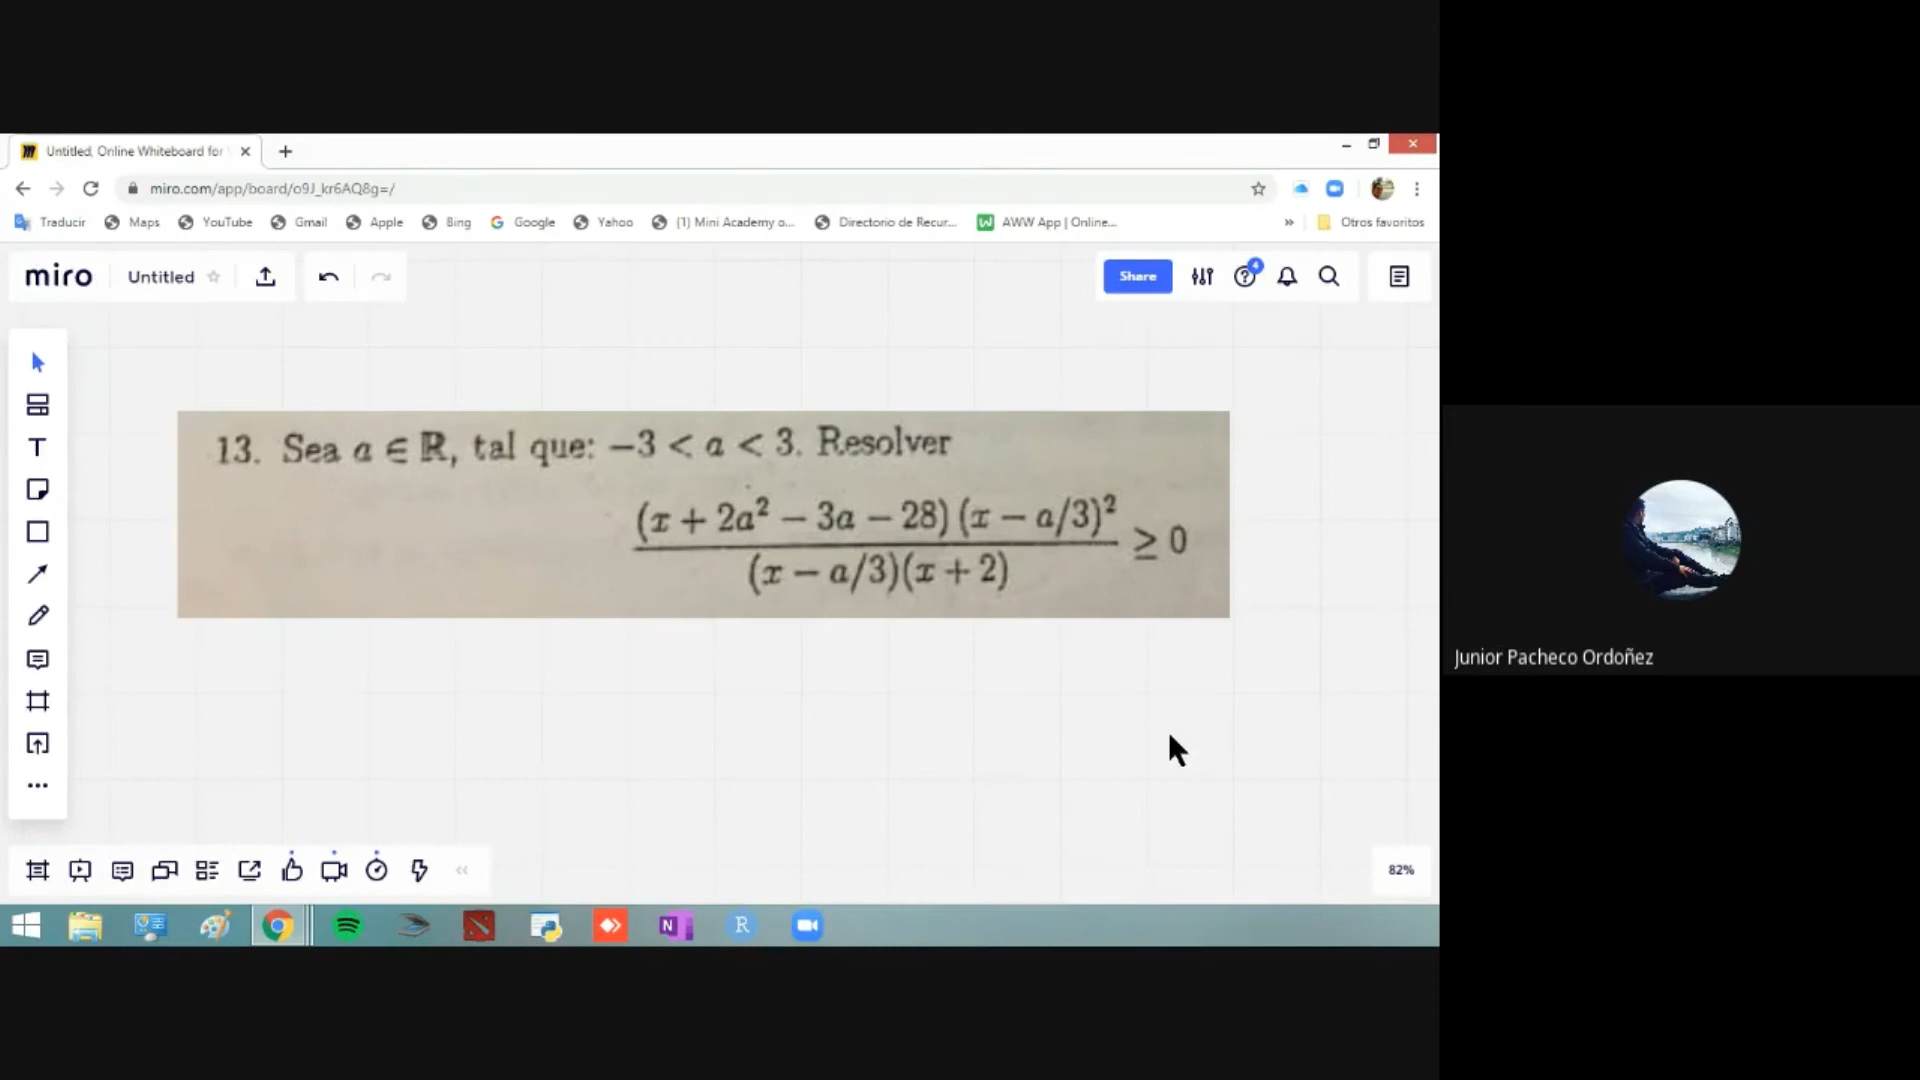 Untitled, Online Whiteboard for
miro.com/app/board/o9J_kr6AQ8g=/
Traducir Maps YouTube Gmail Apple Bing Google Yahoo (1) Mini Academy o... Directorio de Recur... AWW App | Online... » Otros favoritos
miro Untitled Share 4
13. Sea a ∈ ℝ, tal que: −3 < a < 3. Resolver
(x + 2a² − 3a − 28) (x − a/3)²
≥ 0
(x − a/3)(x + 2)
Junior Pacheco Ordoñez
82%